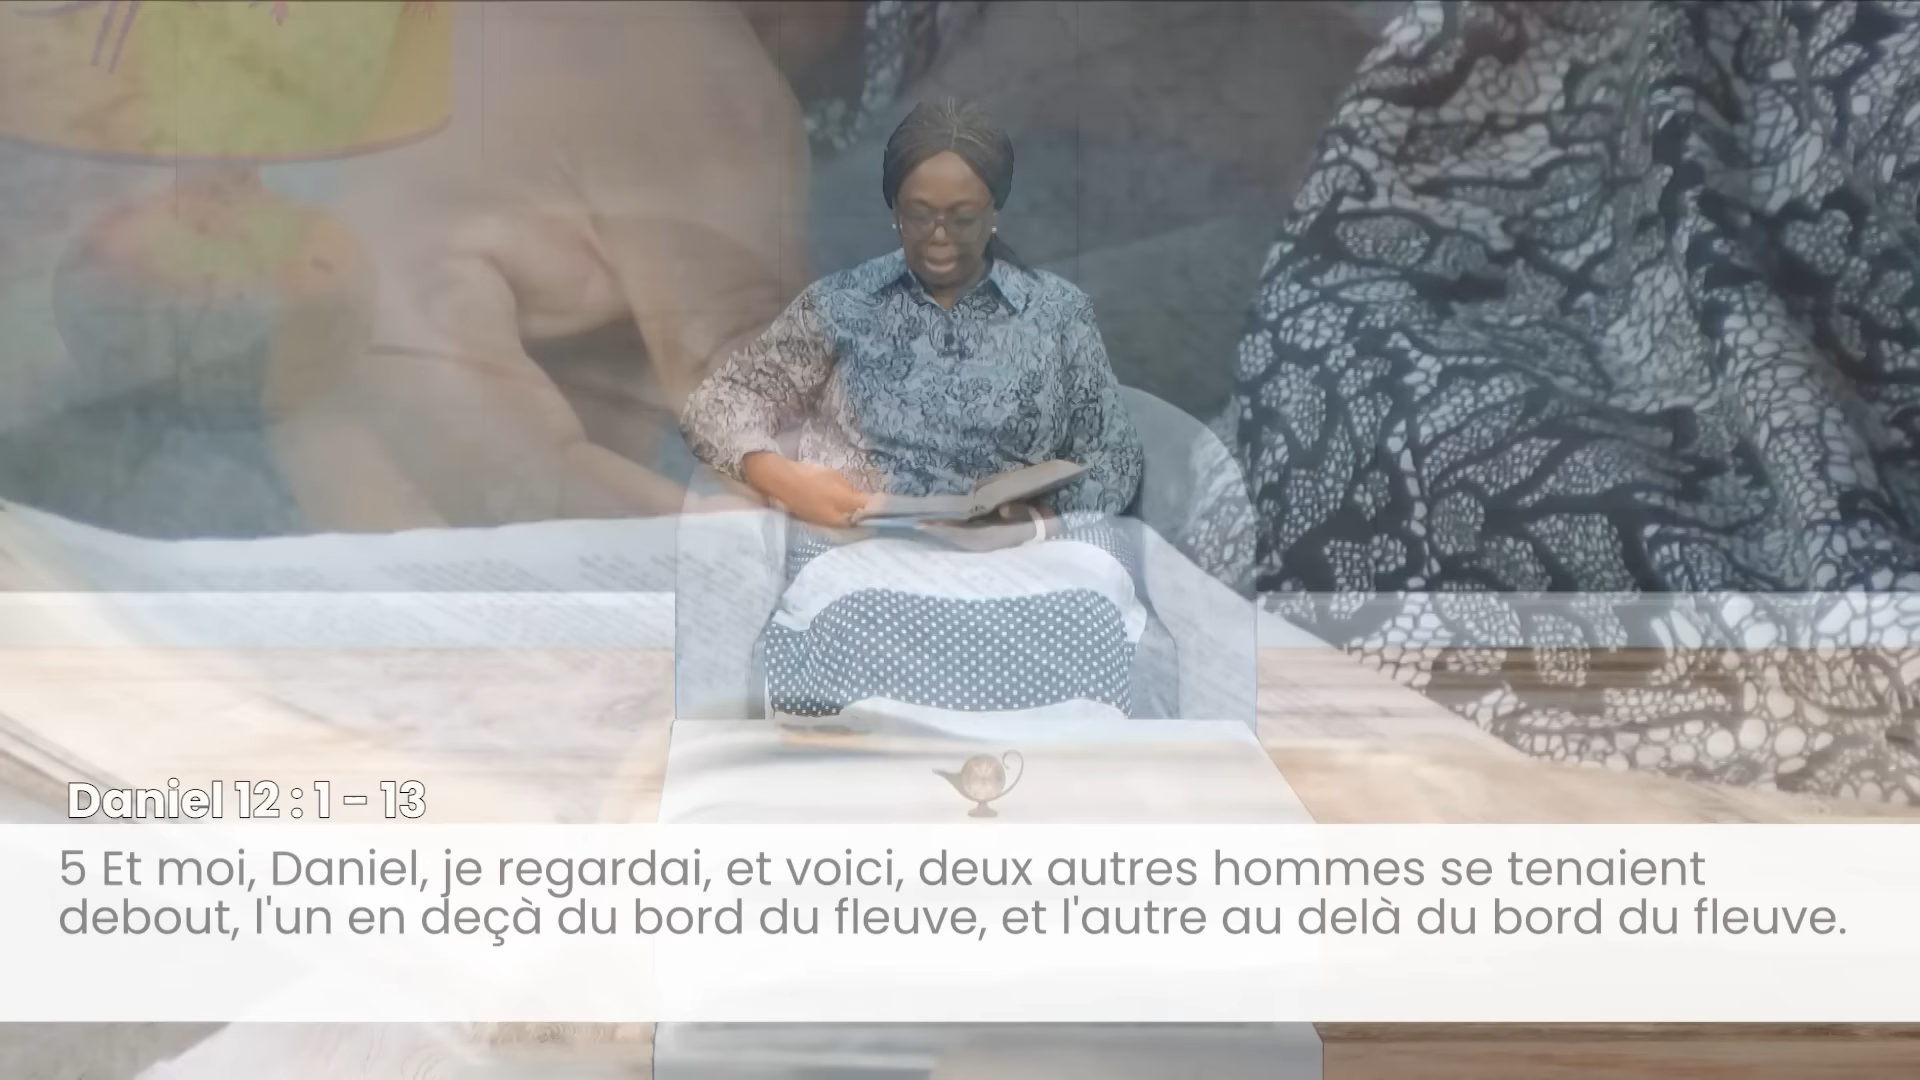 Daniel 12 : 1 - 13
5 Et moi, Daniel, je regardai, et voici, deux autres hommes se tenaient
debout, l'un en deçà du bord du fleuve, et l'autre au delà du bord du fleuve.